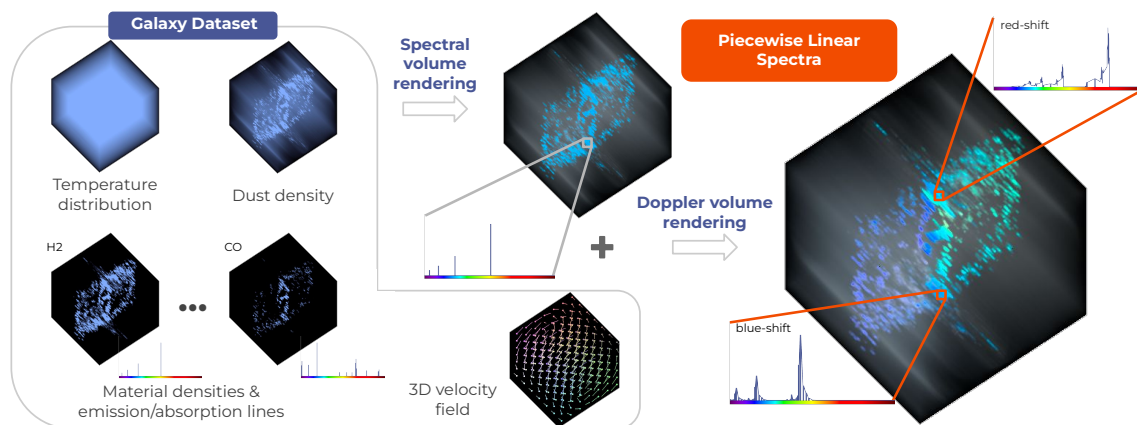 Galaxy Dataset
Temperature
distribution
Dust density
H2
CO
Material densities &
emission/absorption lines
3D velocity
field
Spectral
volume
rendering
Doppler volume
rendering
Piecewise Linear
Spectra
red-shift
blue-shift